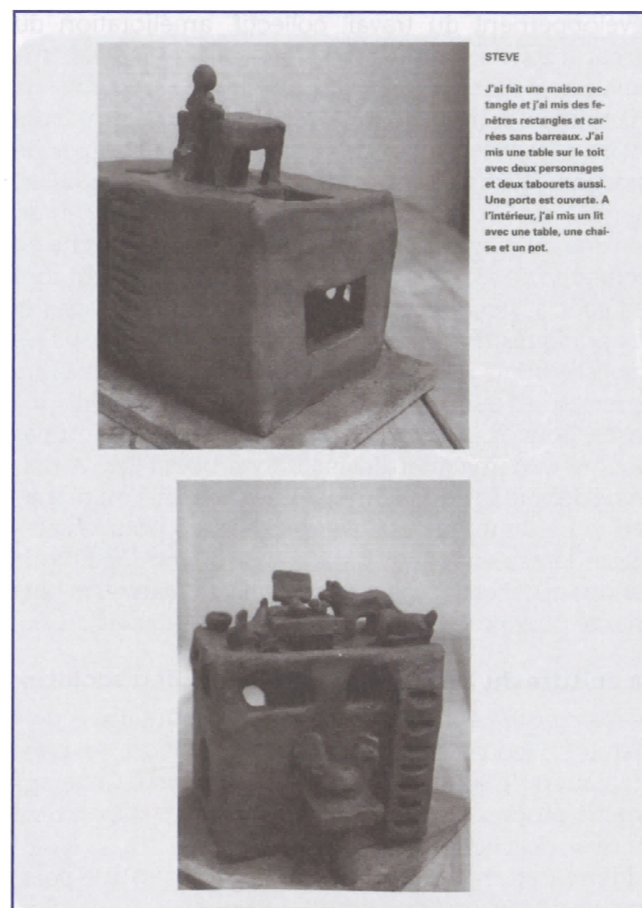 STEVE
J'ai fait une maison rec-
tangle et j'ai mis des fe-
nêtres rectangles et car-
rées sans barreaux. J'ai
mis une table sur le toit
avec deux personnages
et deux tabourets aussi.
Une porte est ouverte. A
l'intérieur, j'ai mis un lit
avec une table, une chai-
se et un pot.